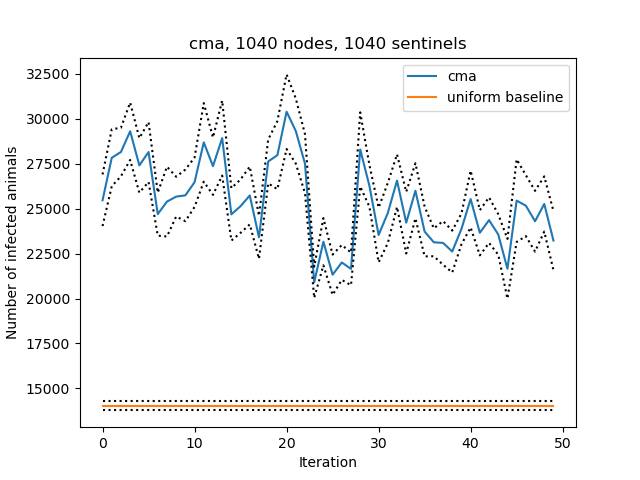 cma, 1040 nodes, 1040 sentinels
cma
uniform baseline
Number of infected animals
32500
30000
27500
25000
22500
20000
17500
15000
0
10
20
30
40
50
Iteration